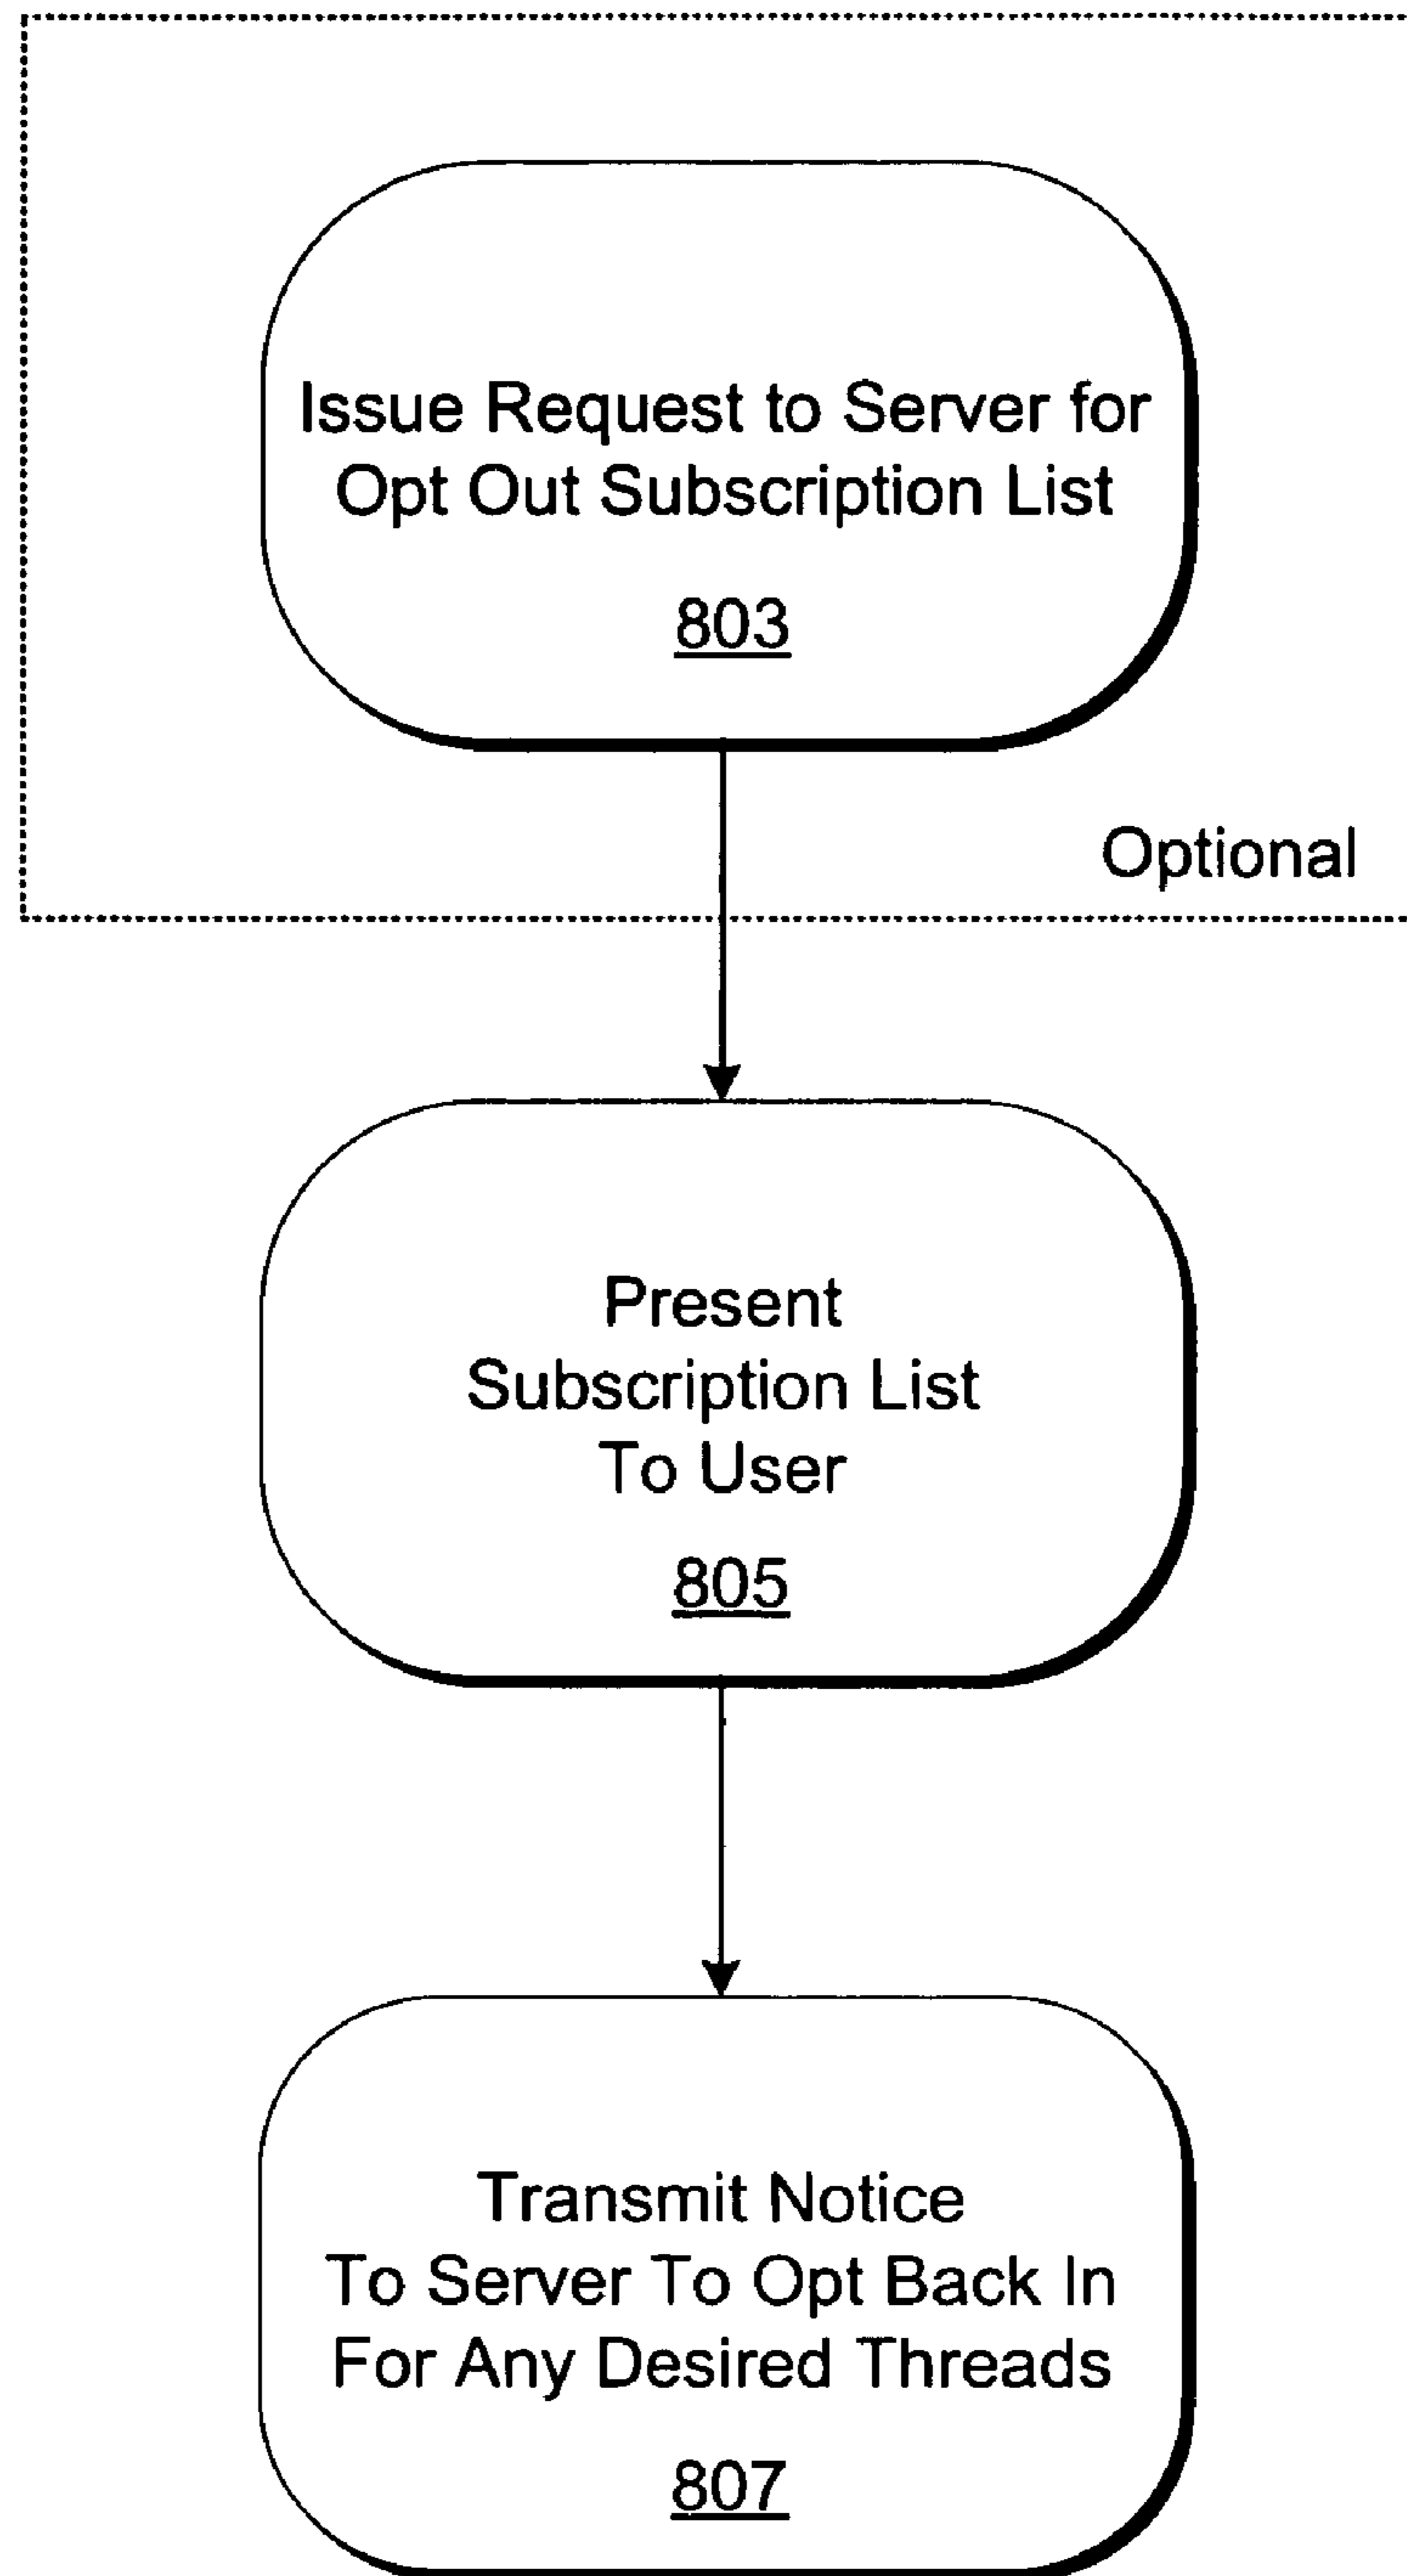 Issue Request to Server for
Opt Out Subscription List
803
Optional
Present
Subscription List
To User
805
Transmit Notice
To Server To Opt Back In
For Any Desired Threads
807